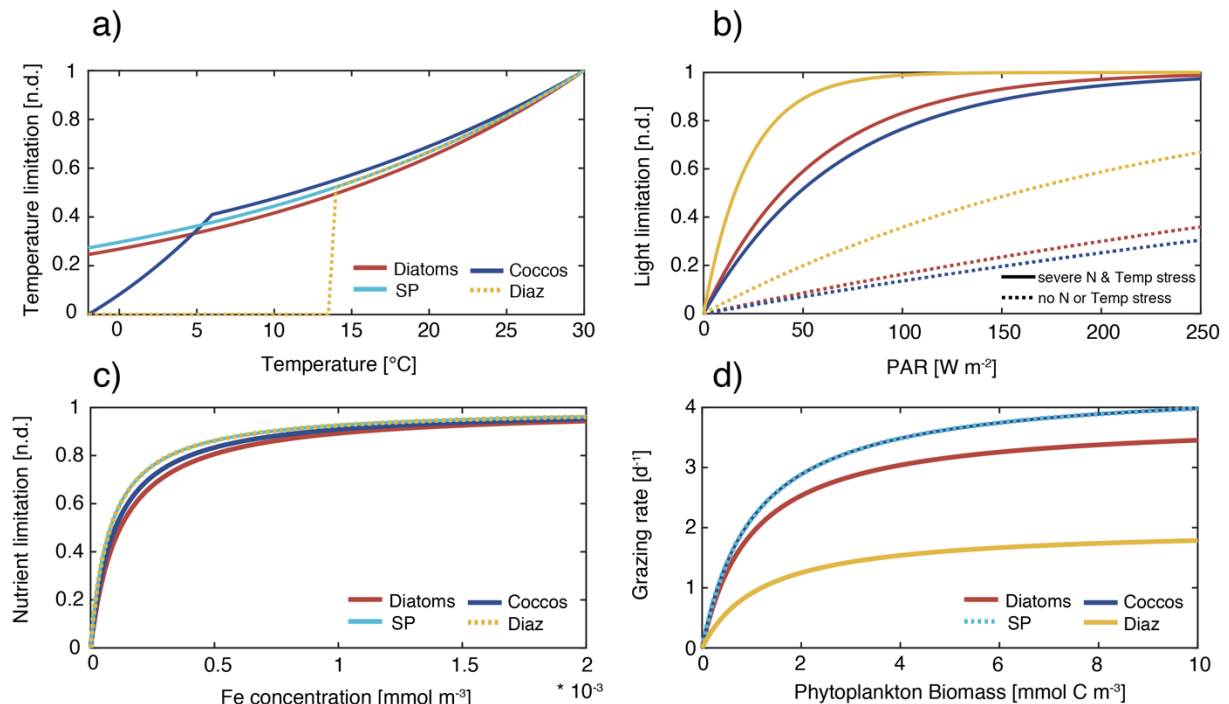 a)
Temperature limitation [n.d.]
1
0.8
0.6
0.4
0.2
0
0 5 10 15 20 25 30
Temperature [°C]
Diatoms Coccos
SP Diaz
b)
Light limitation [n.d.]
1
0.8
0.6
0.4
0.2
0
0 50 100 150 200 250
PAR [W m⁻²]
severe N & Temp stress
no N or Temp stress
c)
Nutrient limitation [n.d.]
1
0.8
0.6
0.4
0.2
0
0 0.5 1 1.5 2
Fe concentration [mmol m⁻³]
* 10⁻³
Diatoms Coccos
SP Diaz
d)
Grazing rate [d⁻¹]
4
3
2
1
0
0 2 4 6 8 10
Phytoplankton Biomass [mmol C m⁻³]
Diatoms Coccos
SP Diaz